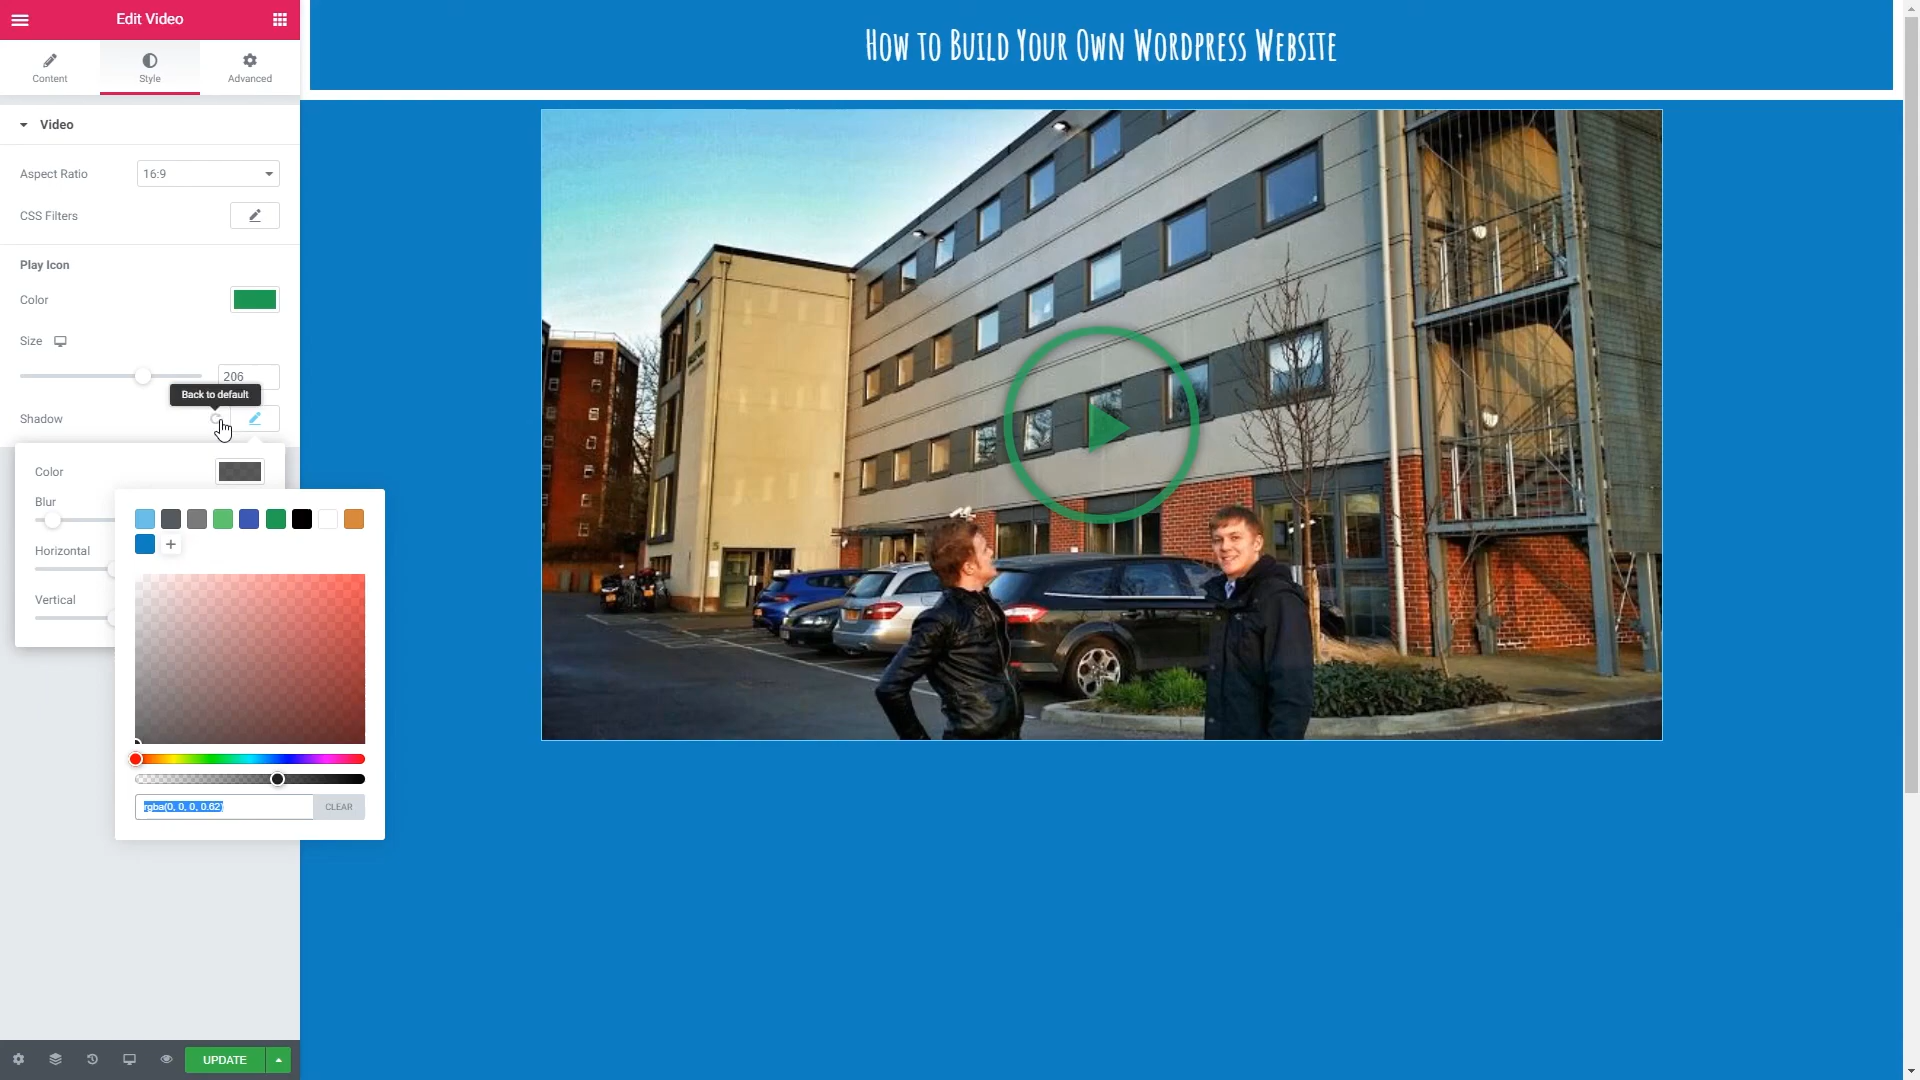 Edit Video
Content
Style
Advanced
Video
Aspect Ratio
16:9
CSS Filters
Play Icon
Color
Size
206
Back to default
Shadow
Color
Blur
Horizontal
Vertical
rgba(0, 0, 0, 0.62)
CLEAR
UPDATE
How to Build Your Own Wordpress Website